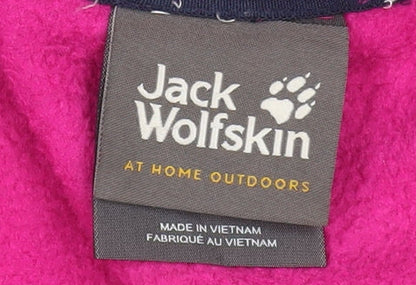 Jack
Wolfskin
AT HOME OUTDOORS
MADE IN VIETNAM
FABRIQUÉ AU VIETNAM